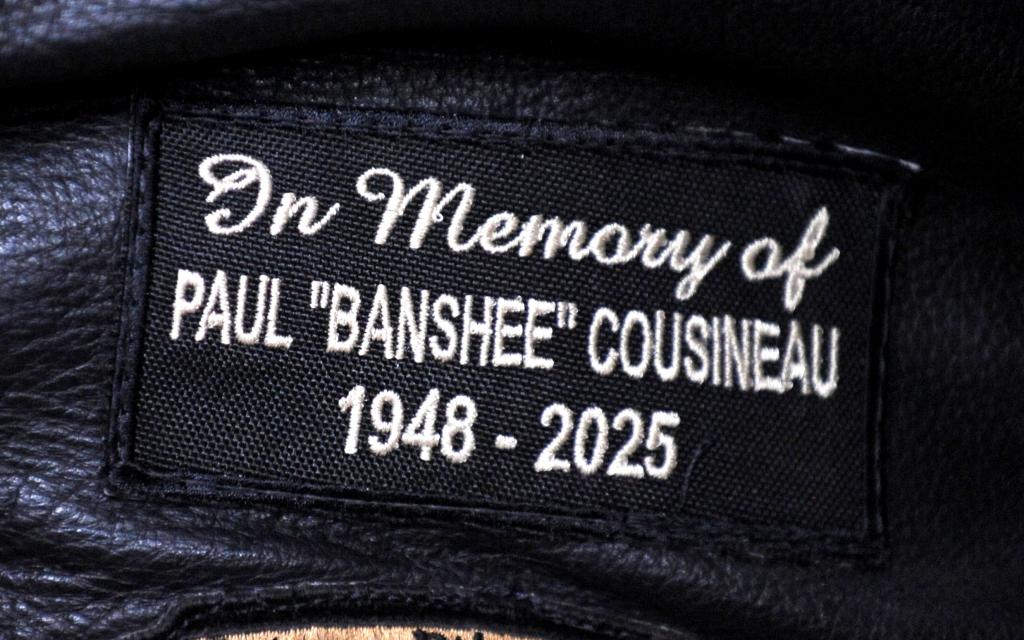 In Memory of
PAUL "BANSHEE" COUSINEAU
1948 - 2025